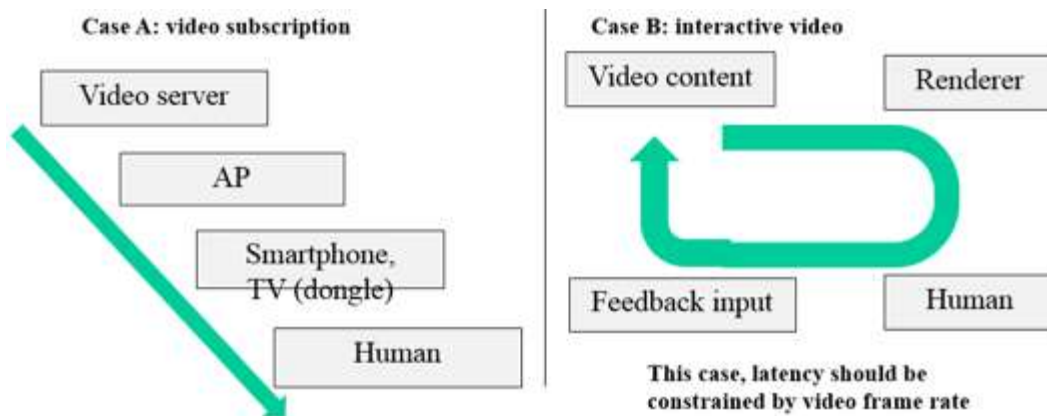 Case A: video subscription
Video server
AP
Smartphone,
TV (dongle)
Human
Case B: interactive video
Video content
Renderer
Feedback input
Human
This case, latency should be
constrained by video frame rate